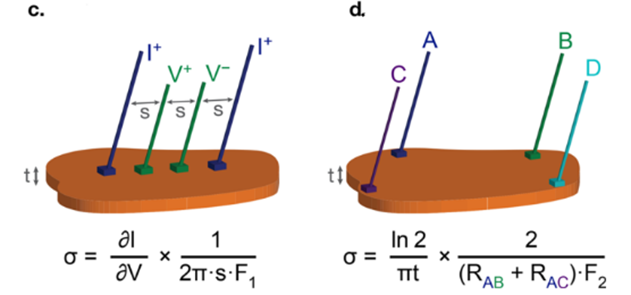 c.
I⁺ V⁺ V⁻ I⁺
s s s
t
σ = ∂I/∂V × 1/(2π·s·F₁)
d.
A B
C D
t
σ = ln 2/πt × 2/((R_AB + R_AC)·F₂)